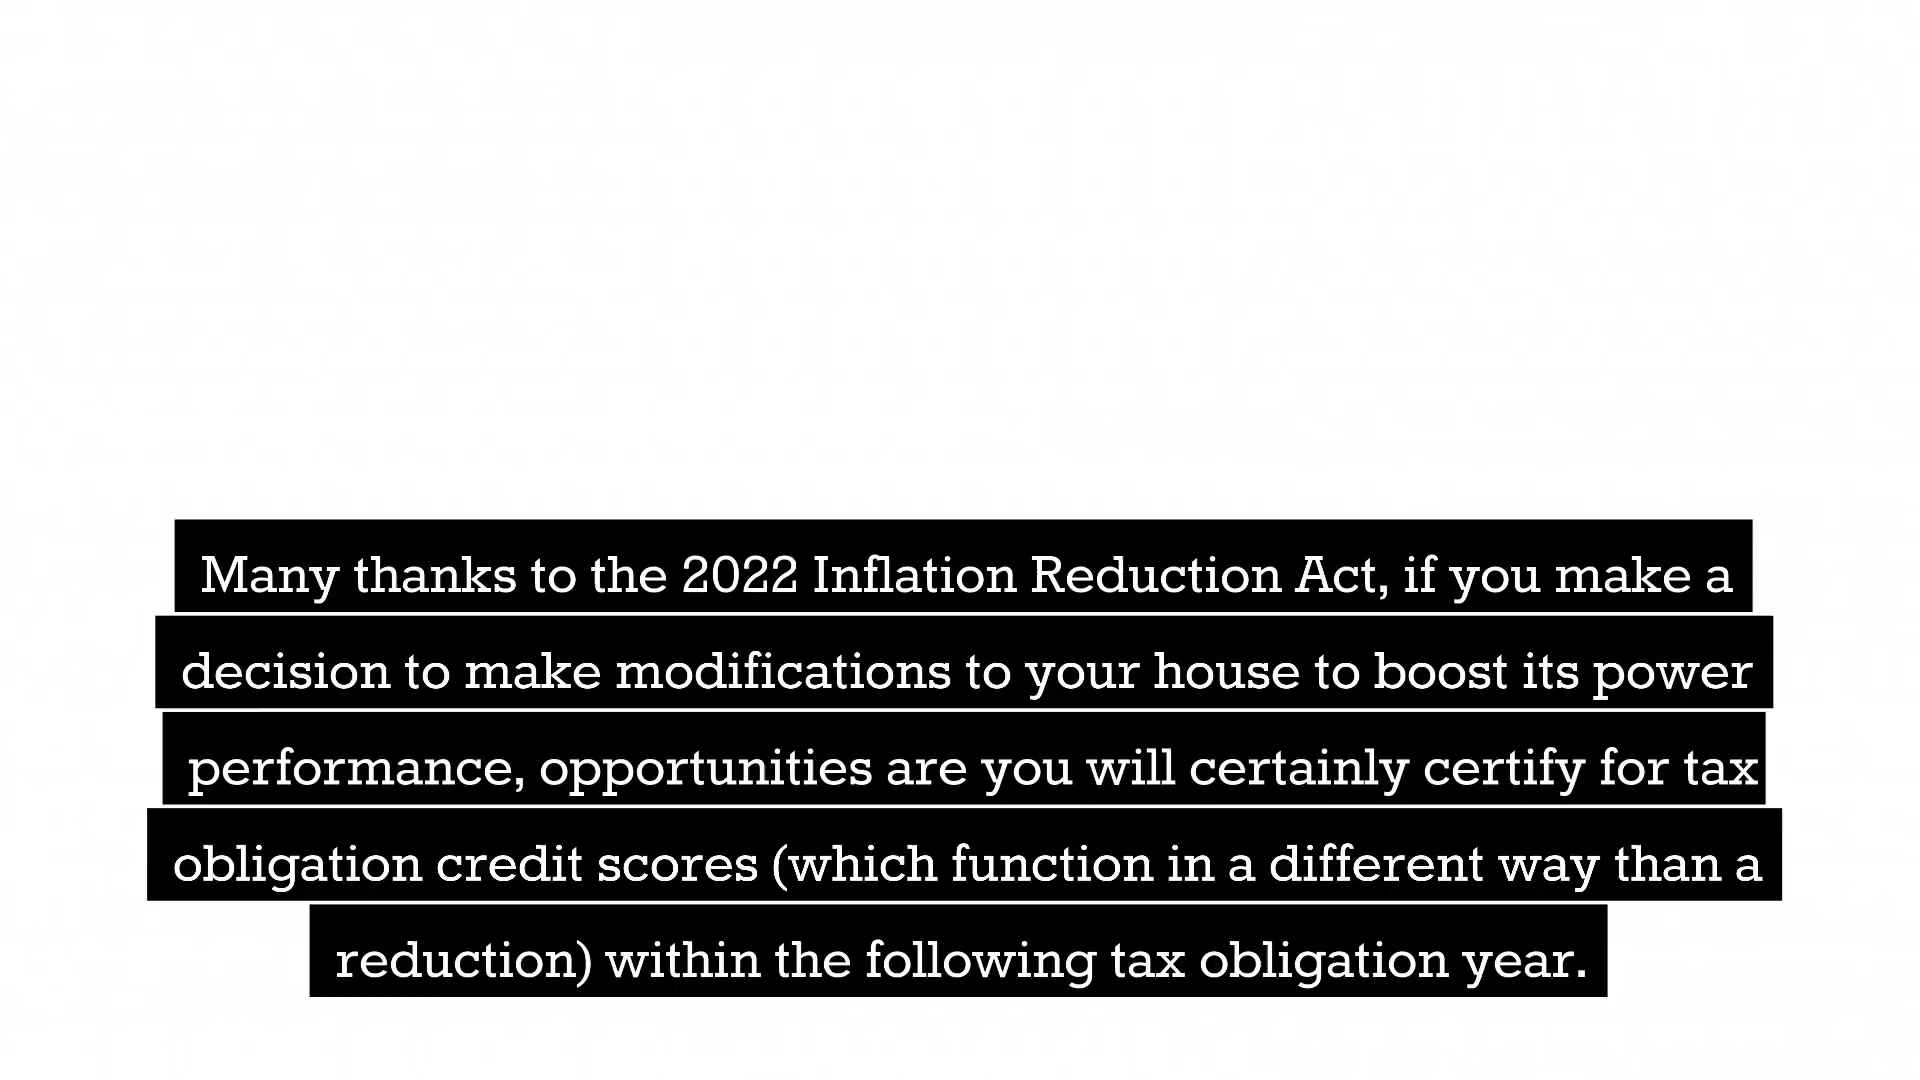 Many thanks to the 2022 Inflation Reduction Act, if you make a
decision to make modifications to your house to boost its power
performance, opportunities are you will certainly certify for tax
obligation credit scores (which function in a different way than a
reduction) within the following tax obligation year.